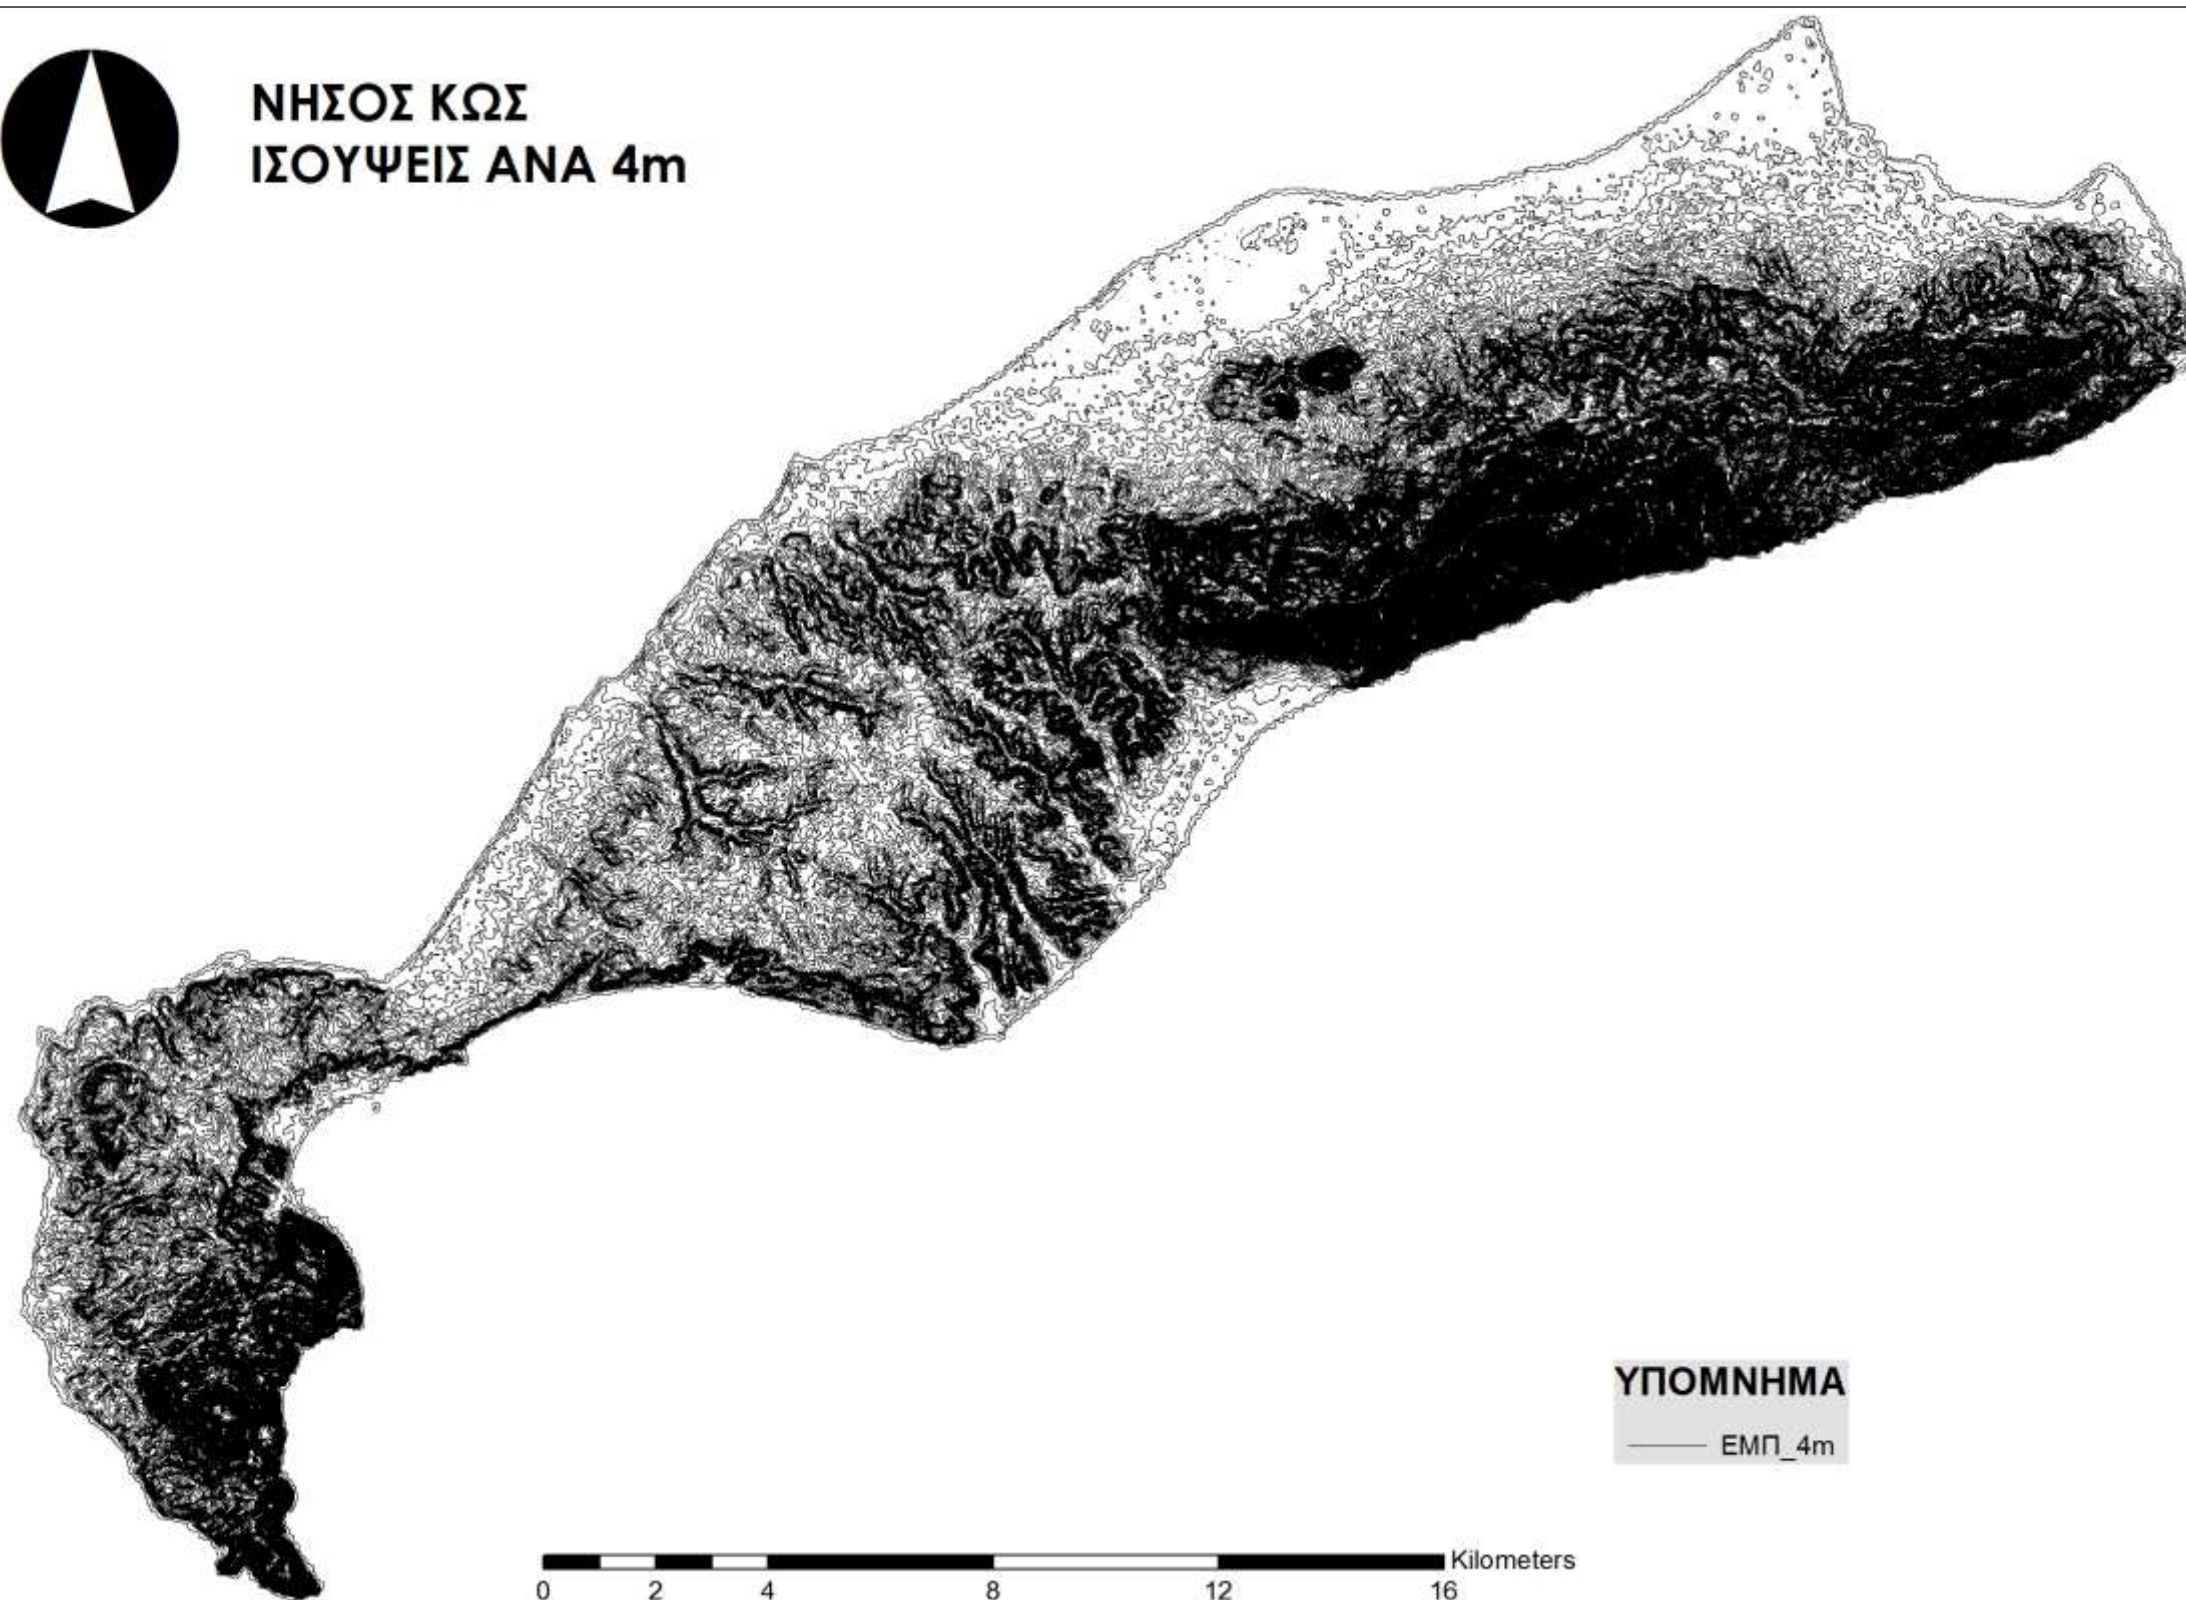 ΝΗΣΟΣ ΚΩΣ
ΙΣΟΥΨΕΙΣ ΑΝΑ 4m
ΥΠΟΜΝΗΜΑ
ΕΜΠ_4m
Kilometers
0 2 4 8 12 16